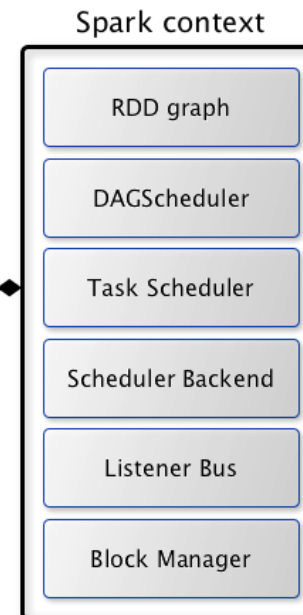 Spark context
RDD graph
DAGScheduler
Task Scheduler
Scheduler Backend
Listener Bus
Block Manager